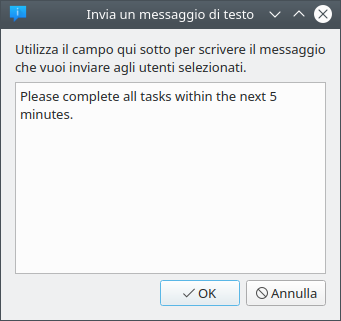 Invia un messaggio di testo
Utilizza il campo qui sotto per scrivere il messaggio
che vuoi inviare agli utenti selezionati.
Please complete all tasks within the next 5
minutes.
OK
Annulla